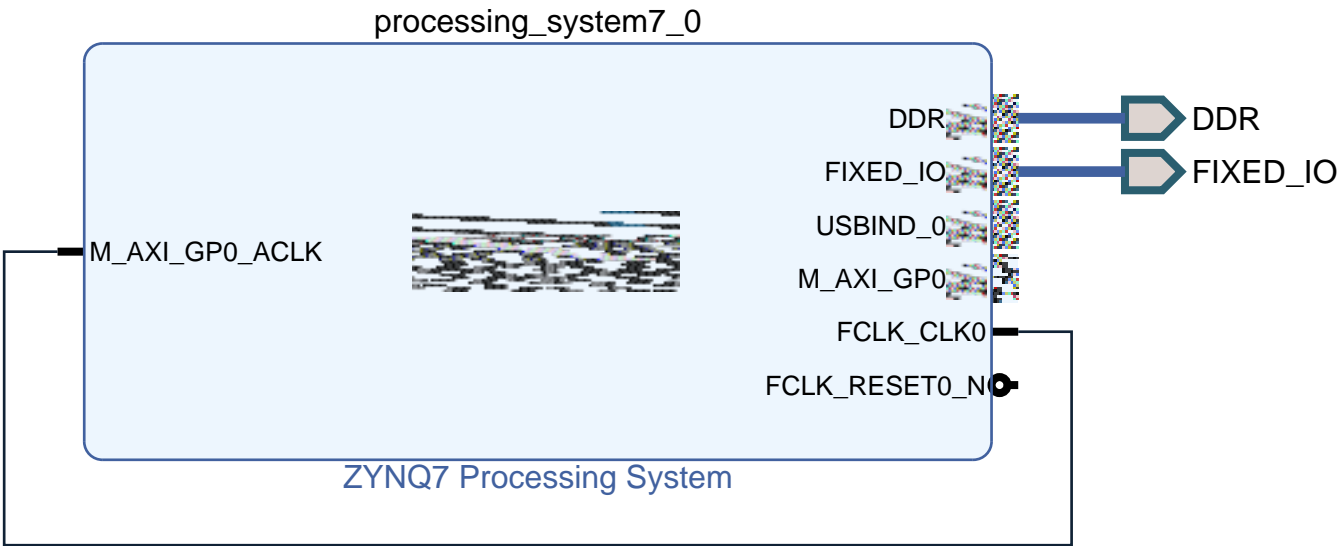 processing_system7_0
DDR
DDR
FIXED_IO
FIXED_IO
USBIND_0
M_AXI_GP0_ACLK
M_AXI_GP0
FCLK_CLK0
FCLK_RESET0_N
ZYNQ7 Processing System